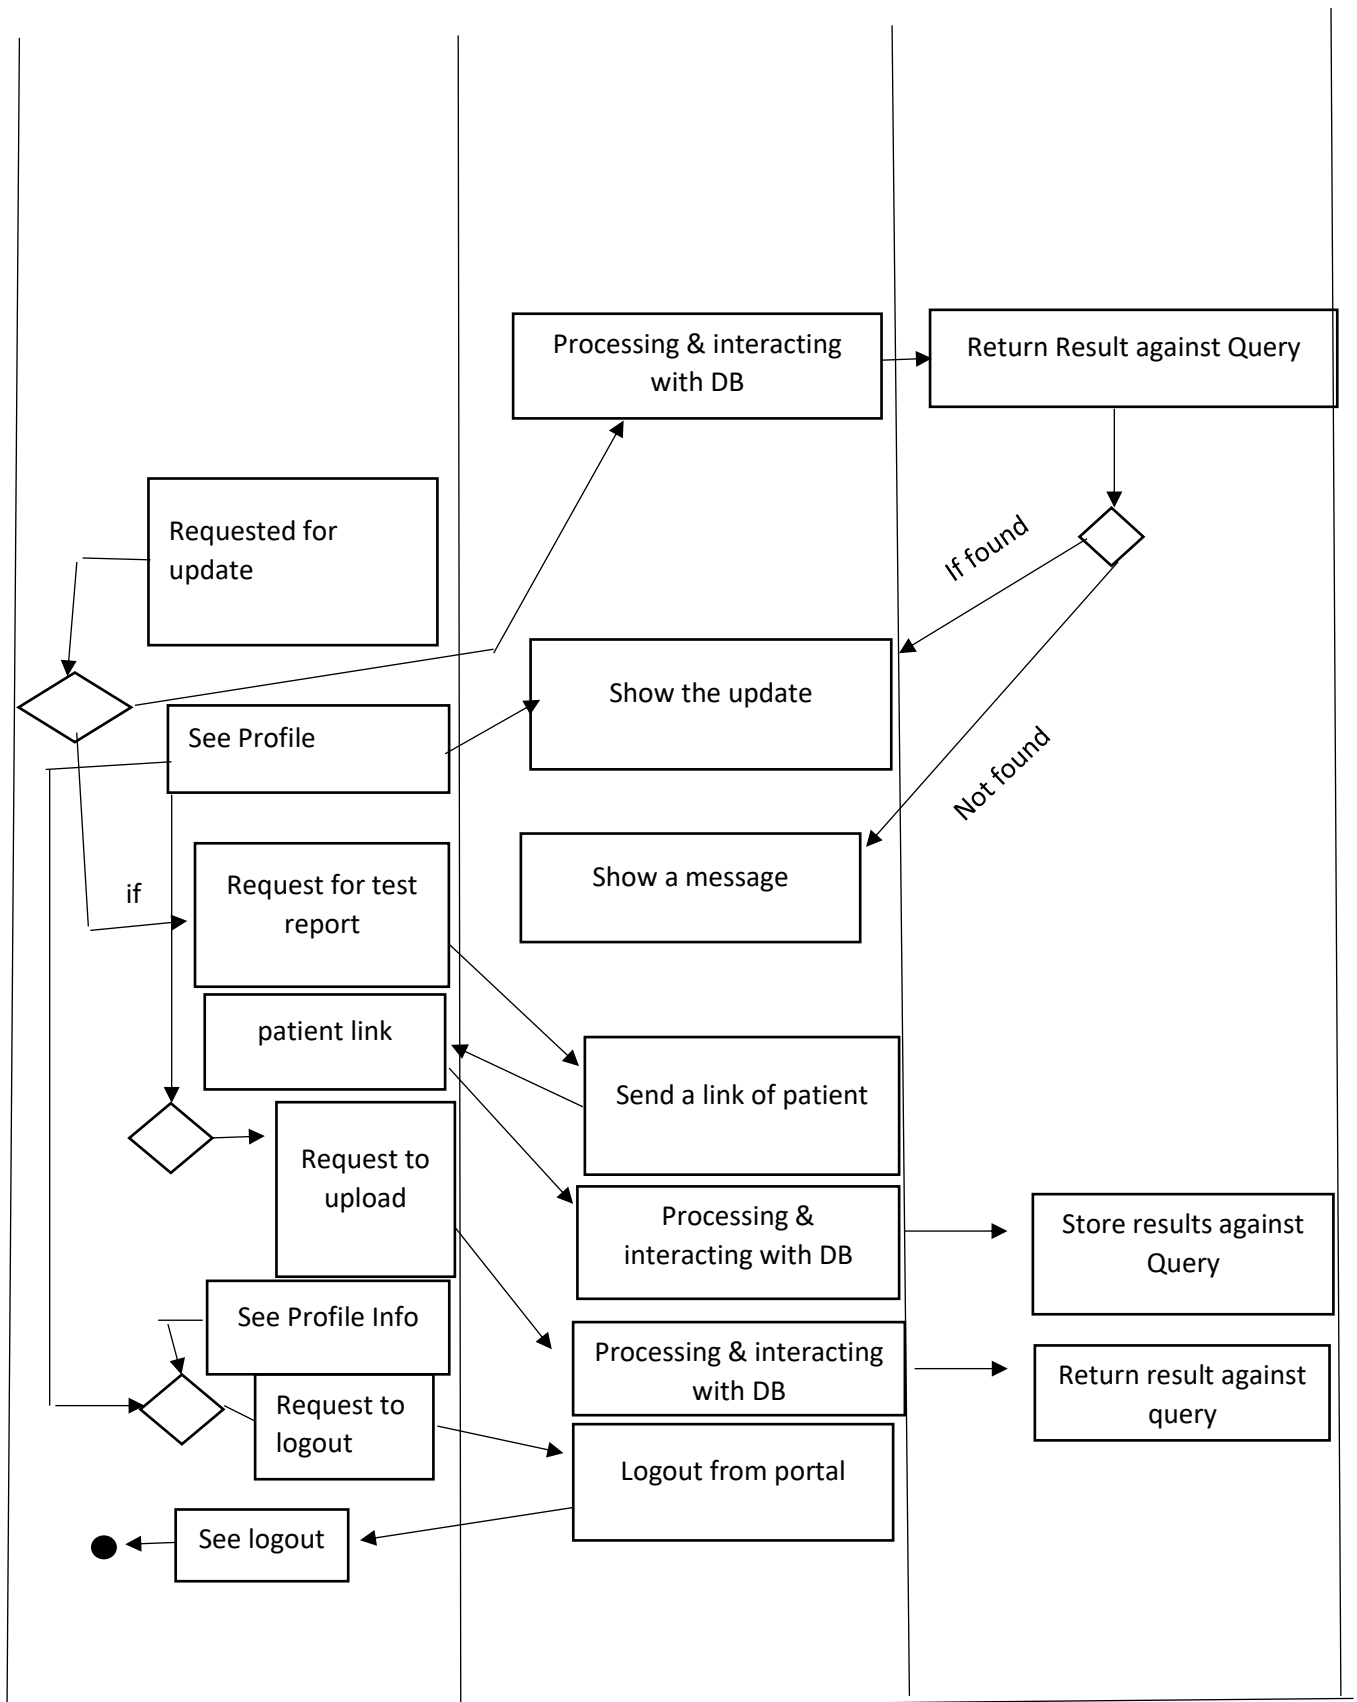 Processing & interacting
with DB
Return Result against Query
Requested for
update
If found
Show the update
See Profile
Not found
Show a message
Request for test
report
if
patient link
Send a link of patient
Request to
upload
Processing &
interacting with DB
Store results against
Query
See Profile Info
Processing & interacting
with DB
Return result against
query
Request to
logout
Logout from portal
See logout